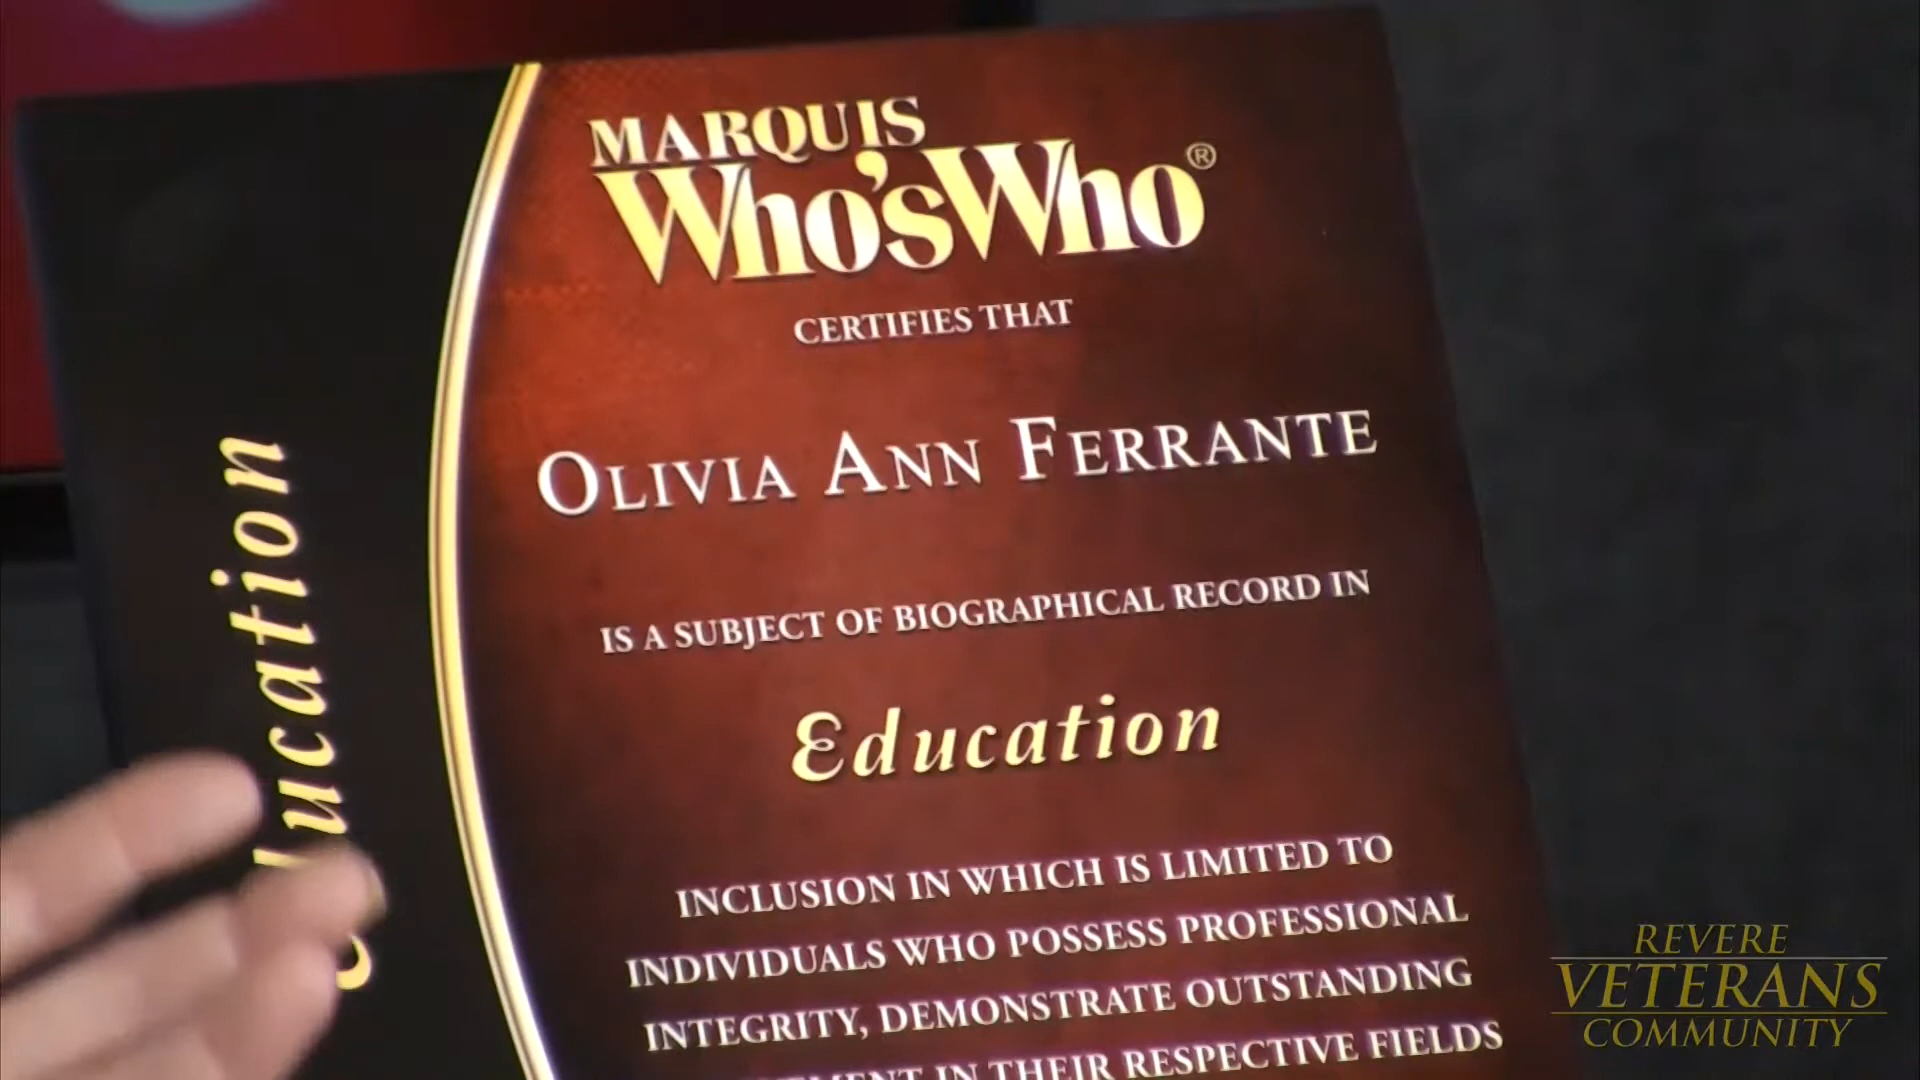 MARQUIS
Who'sWho®
CERTIFIES THAT
OLIVIA ANN FERRANTE
IS A SUBJECT OF BIOGRAPHICAL RECORD IN
Education
INCLUSION IN WHICH IS LIMITED TO
INDIVIDUALS WHO POSSESS PROFESSIONAL
INTEGRITY, DEMONSTRATE OUTSTANDING
IN THEIR RESPECTIVE FIELDS
Education
REVERE
VETERANS
COMMUNITY